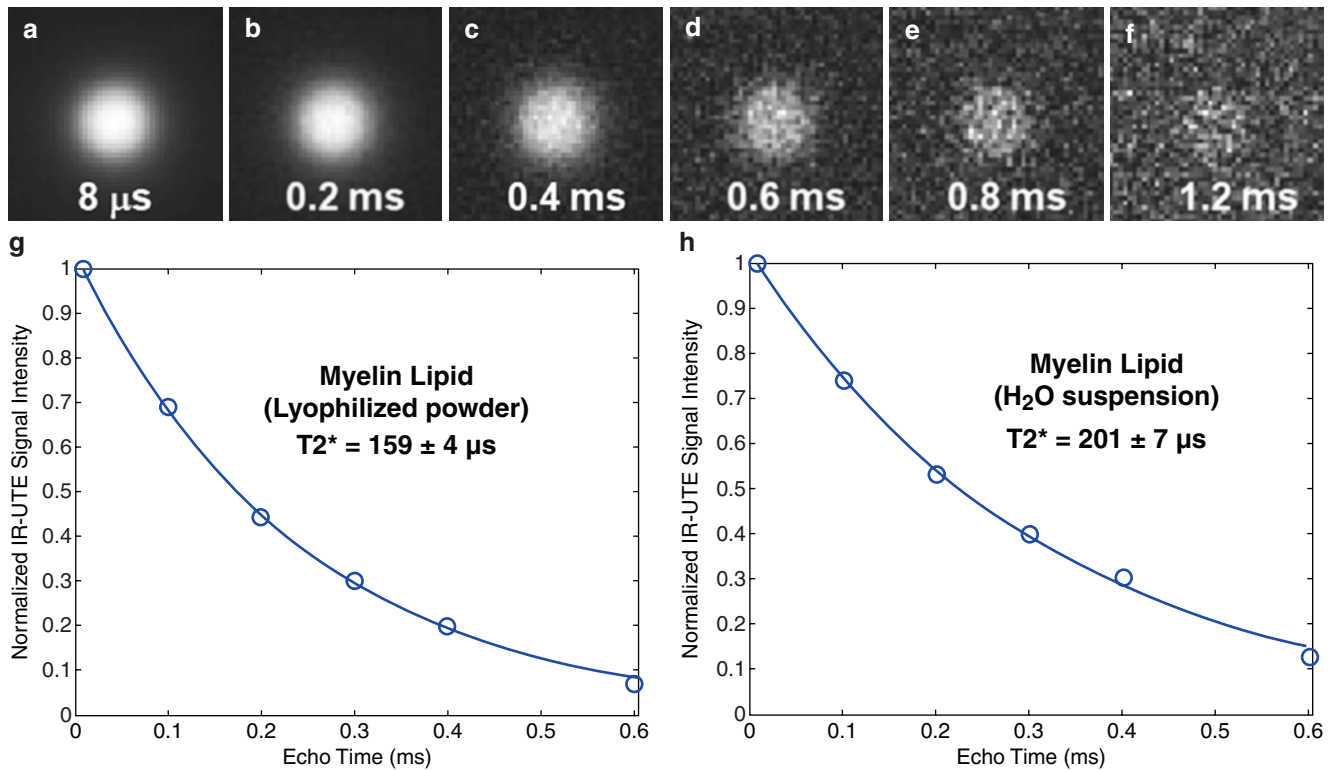 a
b
c
d
e
f
8 μs
0.2 ms
0.4 ms
0.6 ms
0.8 ms
1.2 ms
g
Normalized IR-UTE Signal Intensity
1
0.9
0.8
0.7
0.6
0.5
0.4
0.3
0.2
0.1
0
Myelin Lipid
(Lyophilized powder)
T2* = 159 ± 4 μs
0 0.1 0.2 0.3 0.4 0.5 0.6
Echo Time (ms)
h
Normalized IR-UTE Signal Intensity
1
0.9
0.8
0.7
0.6
0.5
0.4
0.3
0.2
0.1
0
Myelin Lipid
(H₂O suspension)
T2* = 201 ± 7 μs
0 0.1 0.2 0.3 0.4 0.5 0.6
Echo Time (ms)